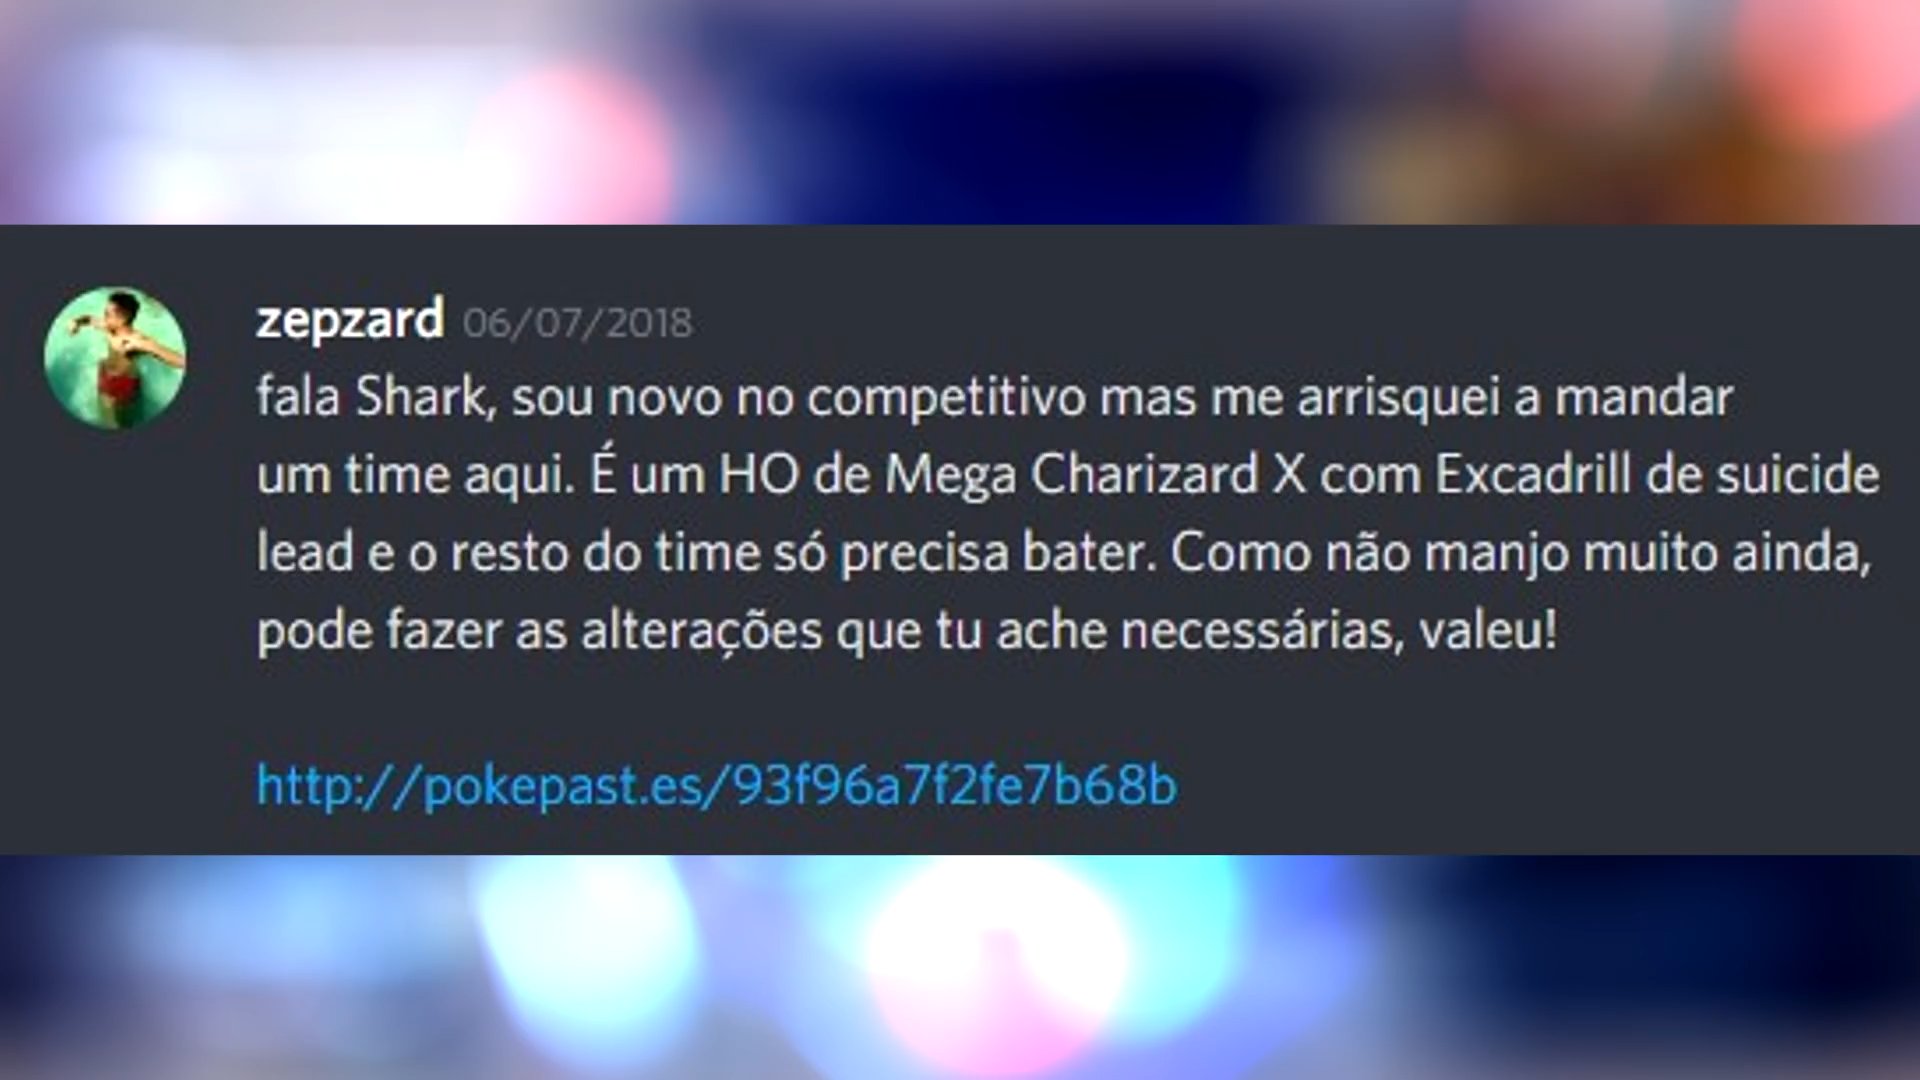 zepzard 06/07/2018
fala Shark, sou novo no competitivo mas me arrisquei a mandar
um time aqui. É um HO de Mega Charizard X com Excadrill de suicide
lead e o resto do time só precisa bater. Como não manjo muito ainda,
pode fazer as alterações que tu ache necessárias, valeu!
http://pokepast.es/93f96a7f2fe7b68b